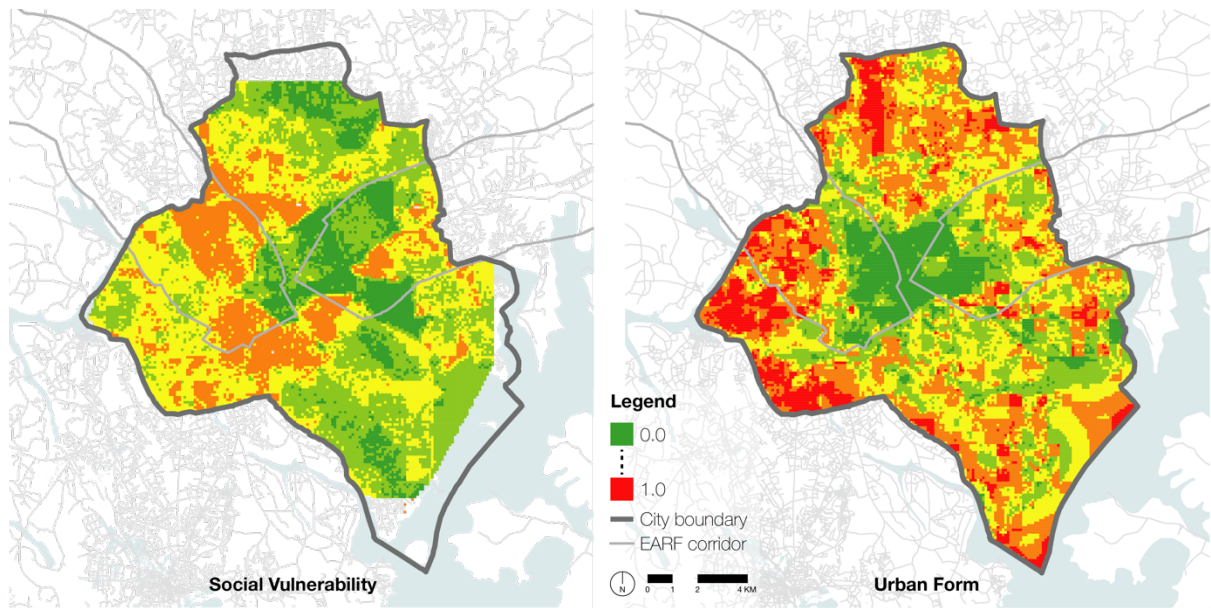 Legend
0.0
1.0
City boundary
EARF corridor
N 0 1 2 4 KM
Social Vulnerability
Urban Form